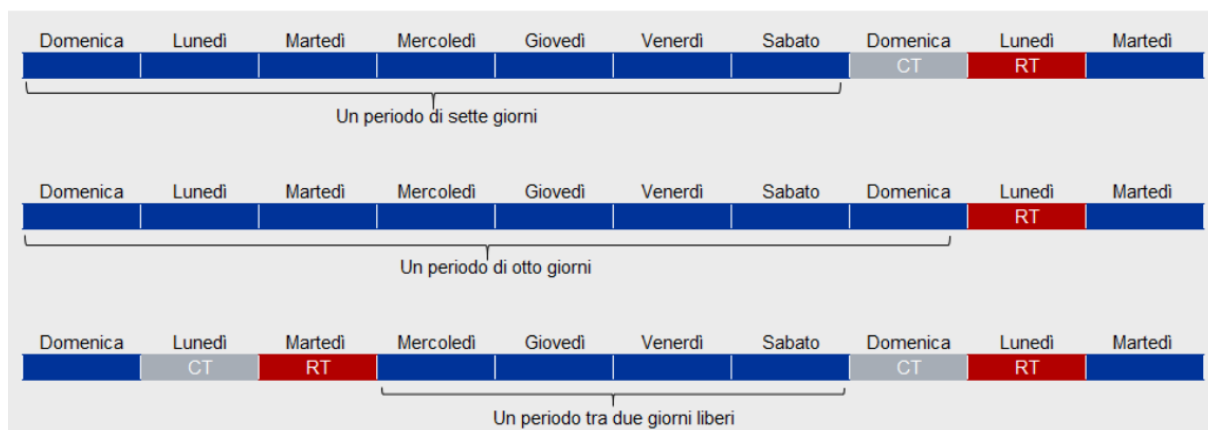 Domenica Lunedì Martedì Mercoledì Giovedì Venerdì Sabato Domenica Lunedì Martedì
CT RT
Un periodo di sette giorni
Domenica Lunedì Martedì Mercoledì Giovedì Venerdì Sabato Domenica Lunedì Martedì
RT
Un periodo di otto giorni
Domenica Lunedì Martedì Mercoledì Giovedì Venerdì Sabato Domenica Lunedì Martedì
CT RT CT RT
Un periodo tra due giorni liberi